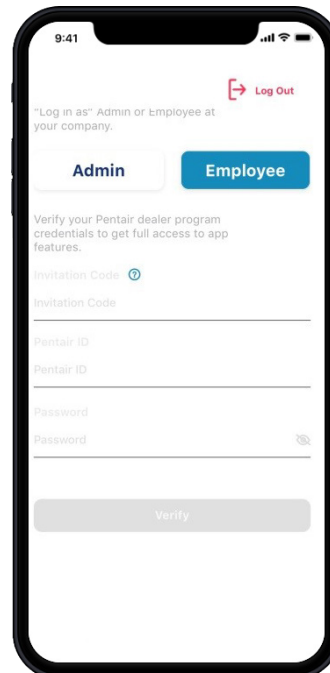 9:41
Log Out
"Log in as" Admin or Employee at
your company.
Admin
Employee
Verify your Pentair dealer program
credentials to get full access to app
features.
Invitation Code
Invitation Code
Pentair ID
Pentair ID
Password
Password
Verify